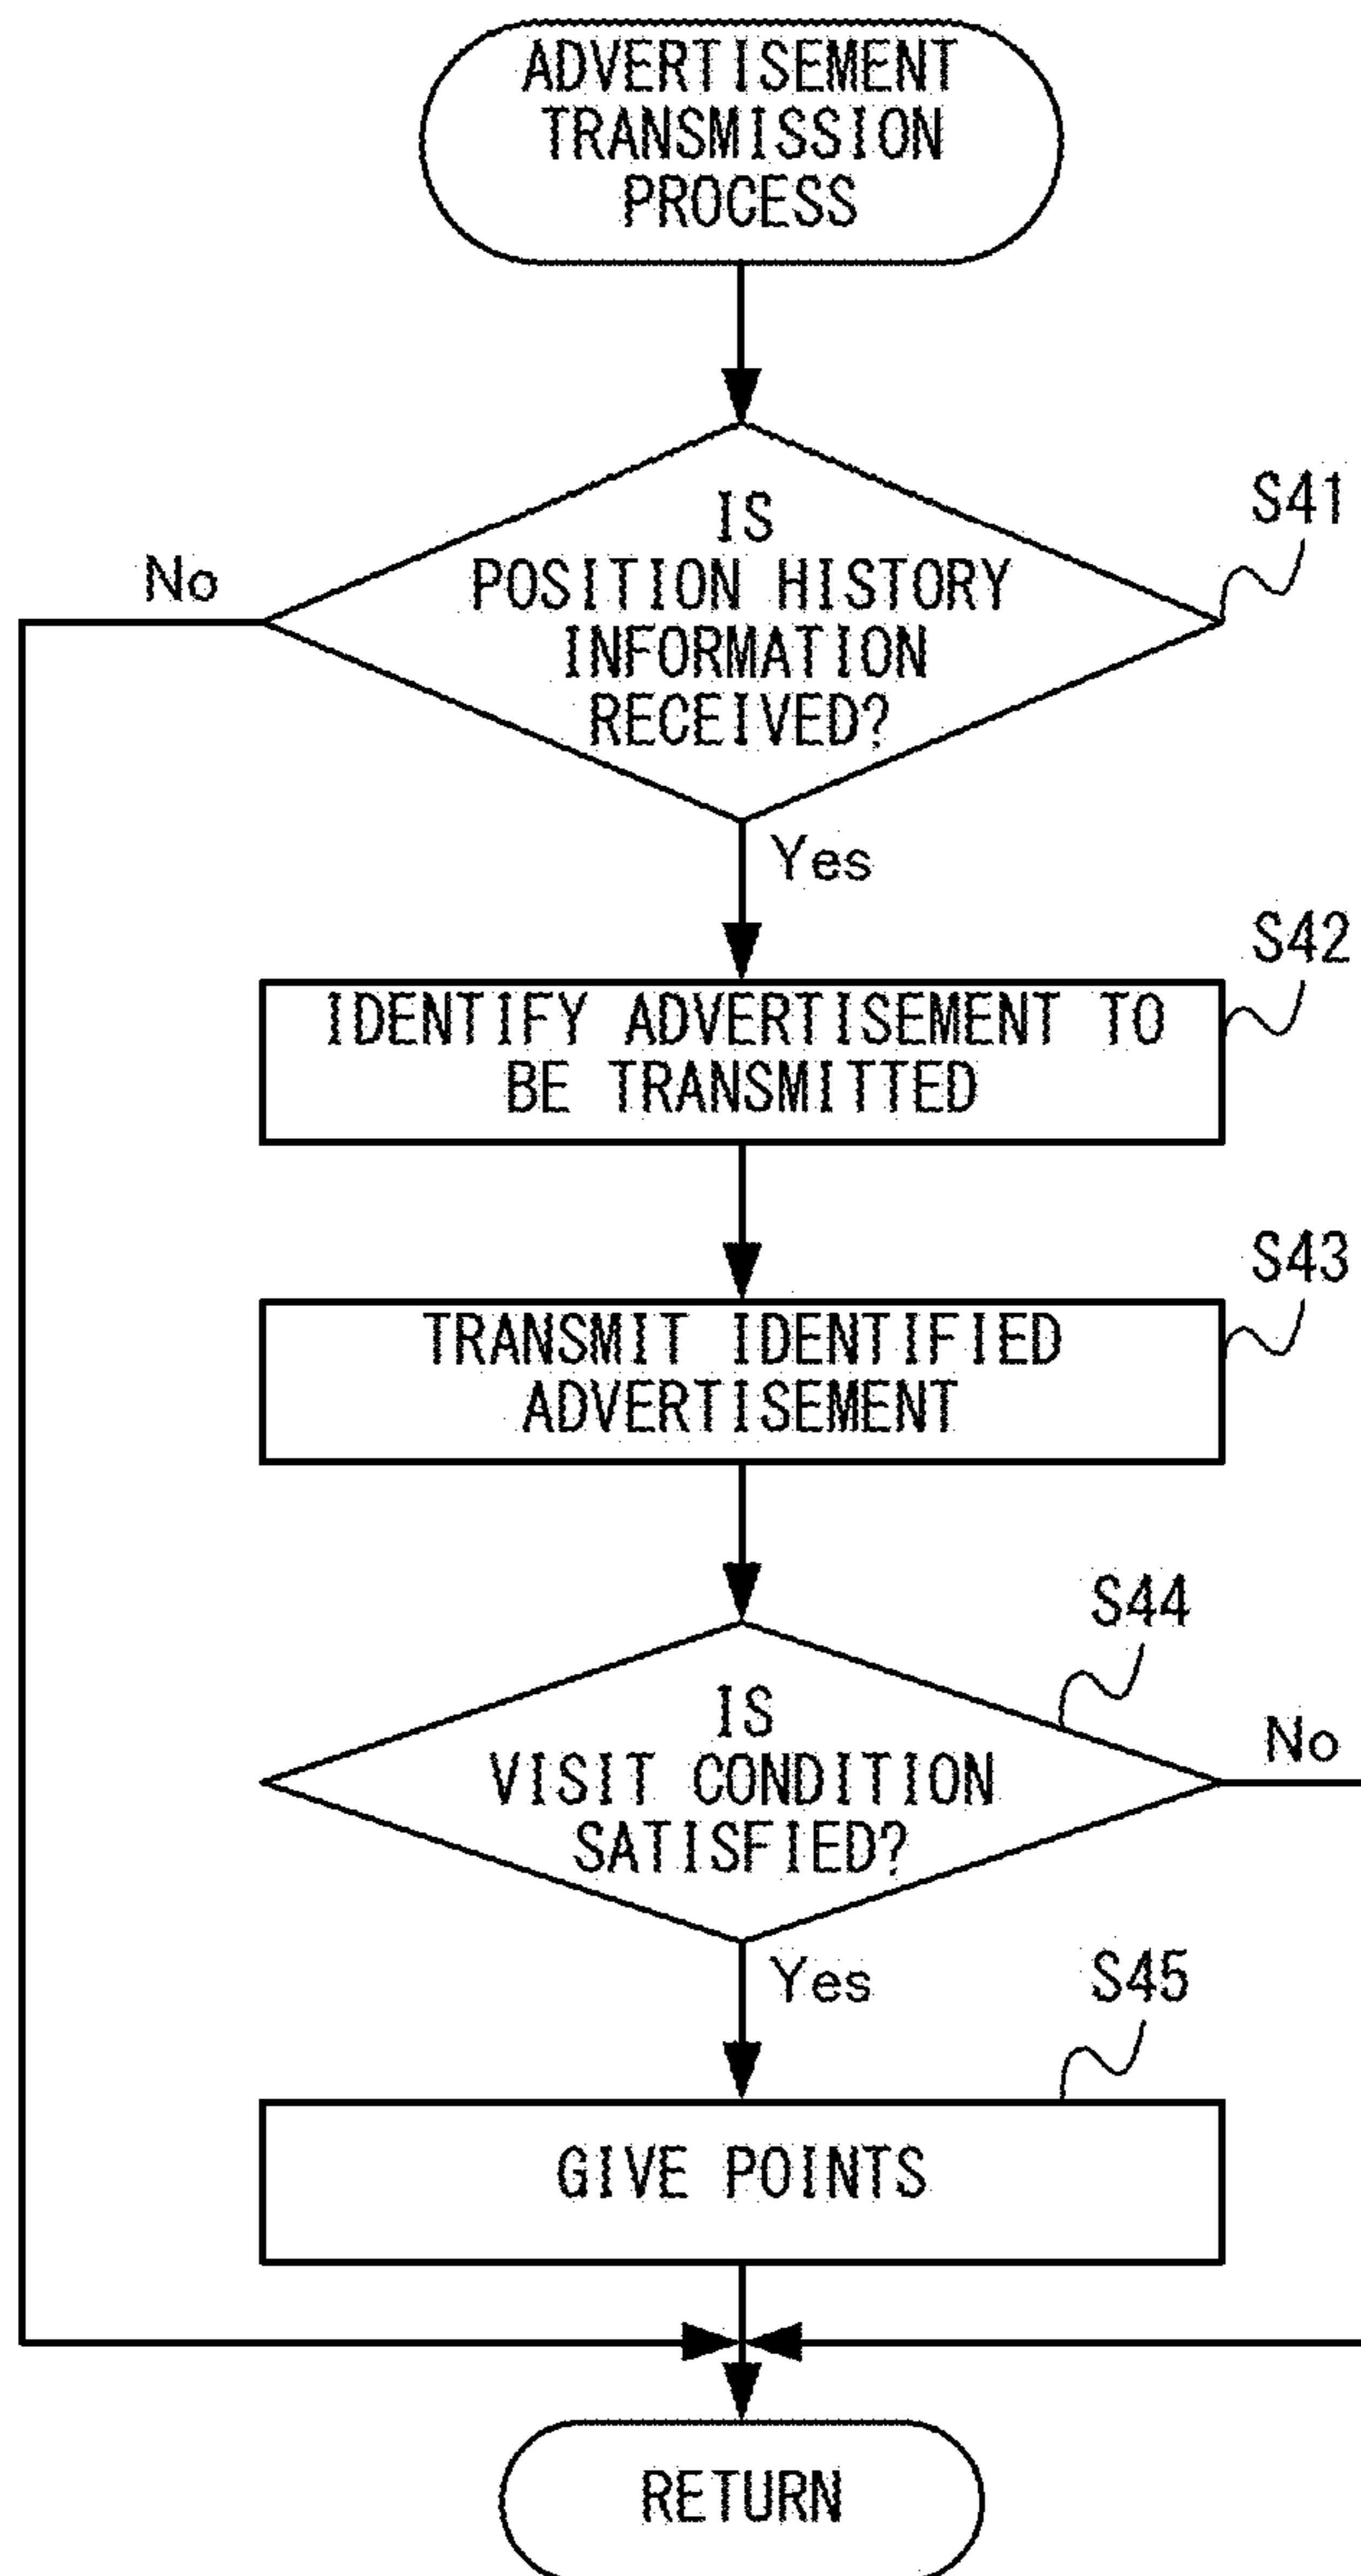 ADVERTISEMENT
TRANSMISSION
PROCESS
S41
IS
POSITION HISTORY
INFORMATION
RECEIVED?
No
Yes
S42
IDENTIFY ADVERTISEMENT TO
BE TRANSMITTED
S43
TRANSMIT IDENTIFIED
ADVERTISEMENT
S44
IS
VISIT CONDITION
SATISFIED?
No
Yes
S45
GIVE POINTS
RETURN